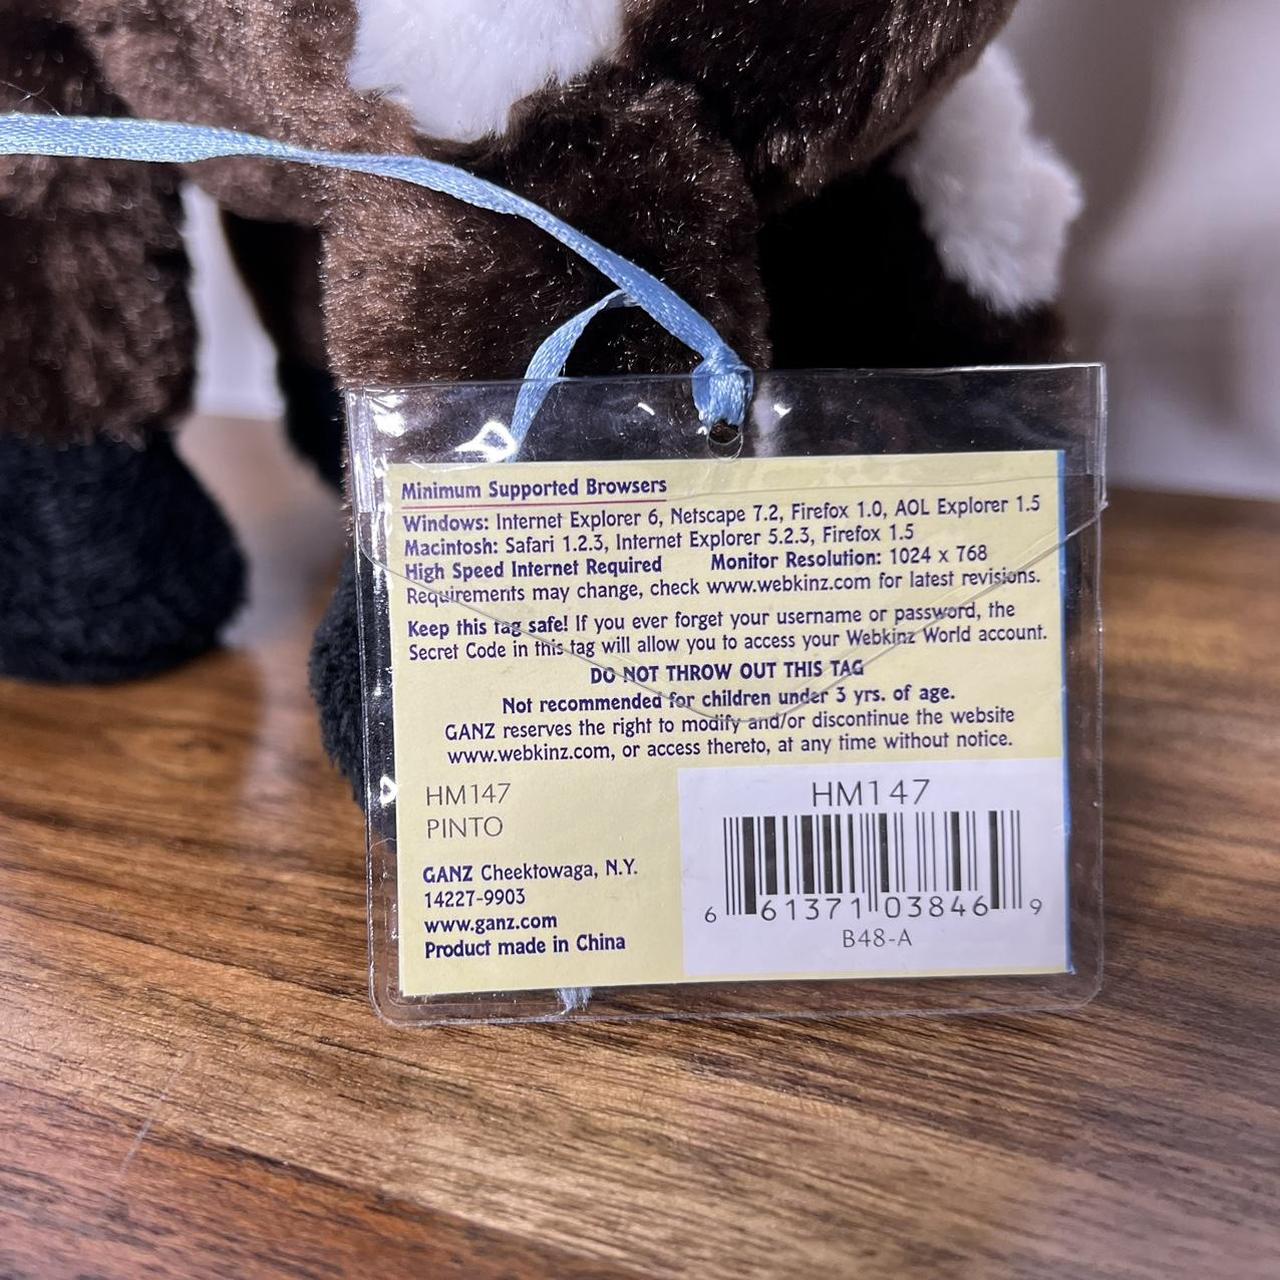 Minimum Supported Browsers
Windows: Internet Explorer 6, Netscape 7.2, Firefox 1.0, AOL Explorer 1.5
Macintosh: Safari 1.2.3, Internet Explorer 5.2.3, Firefox 1.5
High Speed Internet Required Monitor Resolution: 1024 x 768
Requirements may change, check www.webkinz.com for latest revisions.
Keep this tag safe! If you ever forget your username or password, the
Secret Code in this tag will allow you to access your Webkinz World account.
DO NOT THROW OUT THIS TAG
Not recommended for children under 3 yrs. of age.
GANZ reserves the right to modify and/or discontinue the website
www.webkinz.com, or access thereto, at any time without notice.
HM147
PINTO
GANZ Cheektowaga, N.Y.
14227-9903
www.ganz.com
Product made in China
HM147
6 61371 03846 9
B48-A